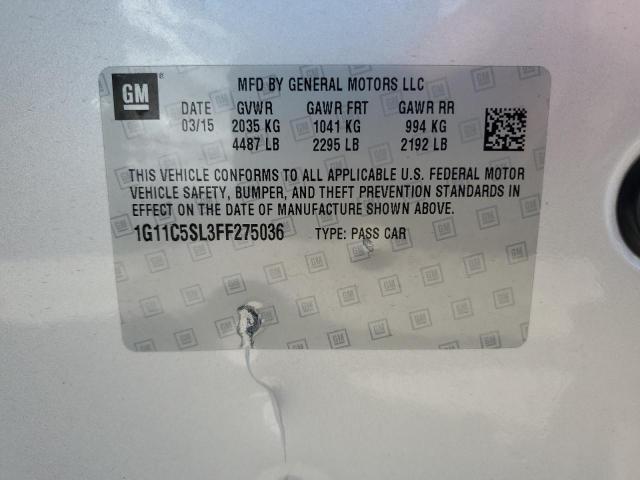 GM ® MFD BY GENERAL MOTORS LLC
DATE GVWR GAWR FRT GAWR RR
03/15 2035 KG 1041 KG 994 KG
4487 LB 2295 LB 2192 LB
THIS VEHICLE CONFORMS TO ALL APPLICABLE U.S. FEDERAL MOTOR
VEHICLE SAFETY, BUMPER, AND THEFT PREVENTION STANDARDS IN
EFFECT ON THE DATE OF MANUFACTURE SHOWN ABOVE.
1G11C5SL3FF275036 TYPE: PASS CAR